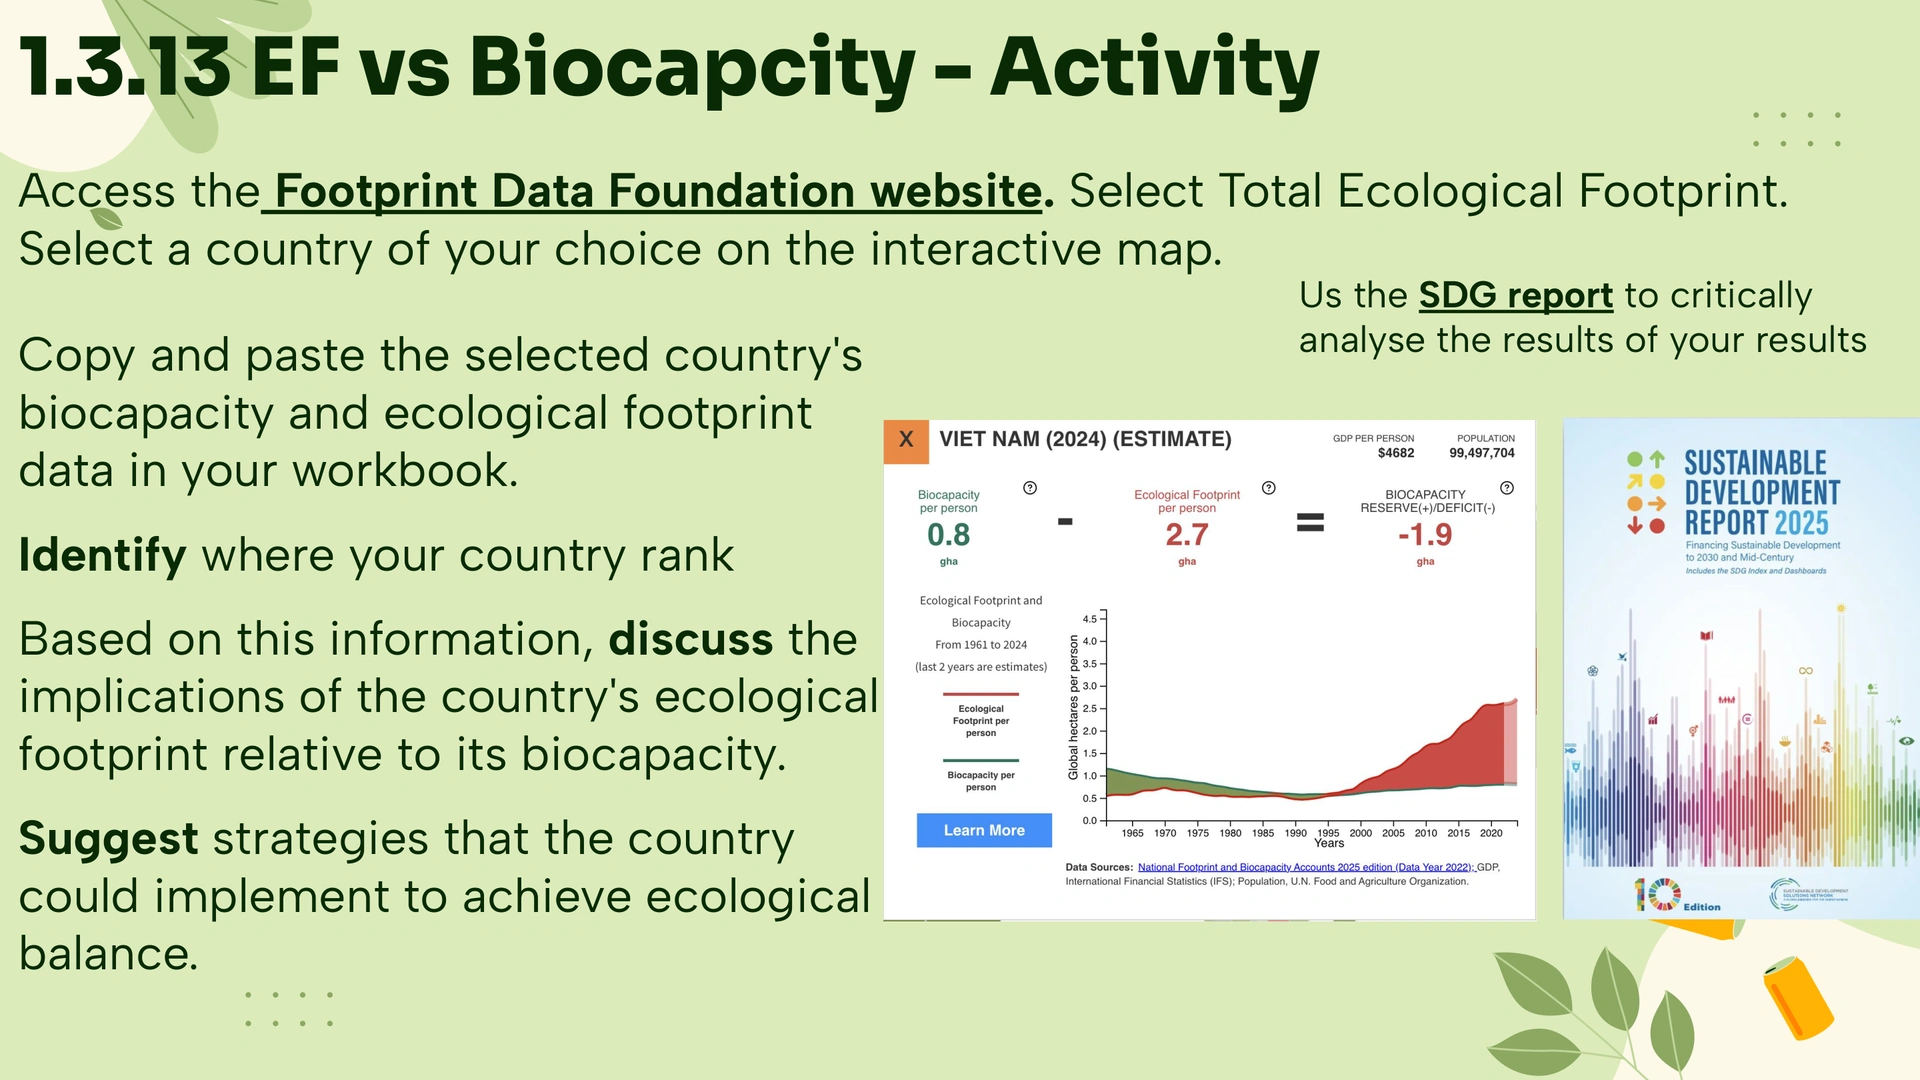 1.3.13 EF vs Biocapcity – Activity
Access the Footprint Data Foundation website. Select Total Ecological Footprint.
Select a country of your choice on the interactive map.
Us the SDG report to critically
analyse the results of your results
Copy and paste the selected country's
biocapacity and ecological footprint
data in your workbook.
Identify where your country rank
Based on this information, discuss the
implications of the country's ecological
footprint relative to its biocapacity.
Suggest strategies that the country
could implement to achieve ecological
balance.
X VIET NAM (2024) (ESTIMATE)
GDP PER PERSON
$4682
POPULATION
99,497,704
Biocapacity
per person
0.8
gha
-
Ecological Footprint
per person
2.7
gha
=
BIOCAPACITY
RESERVE(+)/DEFICIT(-)
-1.9
gha
Ecological Footprint and
Biocapacity
From 1961 to 2024
(last 2 years are estimates)
Ecological
Footprint per
person
Biocapacity per
person
Learn More
Global hectares per person
4.5
4.0
3.5
3.0
2.5
2.0
1.5
1.0
0.5
0.0
1965 1970 1975 1980 1985 1990 1995 2000 2005 2010 2015 2020
Years
Data Sources: National Footprint and Biocapacity Accounts 2025 edition (Data Year 2022); GDP,
International Financial Statistics (IFS); Population, U.N. Food and Agriculture Organization.
SUSTAINABLE
DEVELOPMENT
REPORT 2025
Financing Sustainable Development
to 2030 and Mid-Century
Includes the SDG Index and Dashboards
10 Edition
SUSTAINABLE DEVELOPMENT
SOLUTIONS NETWORK